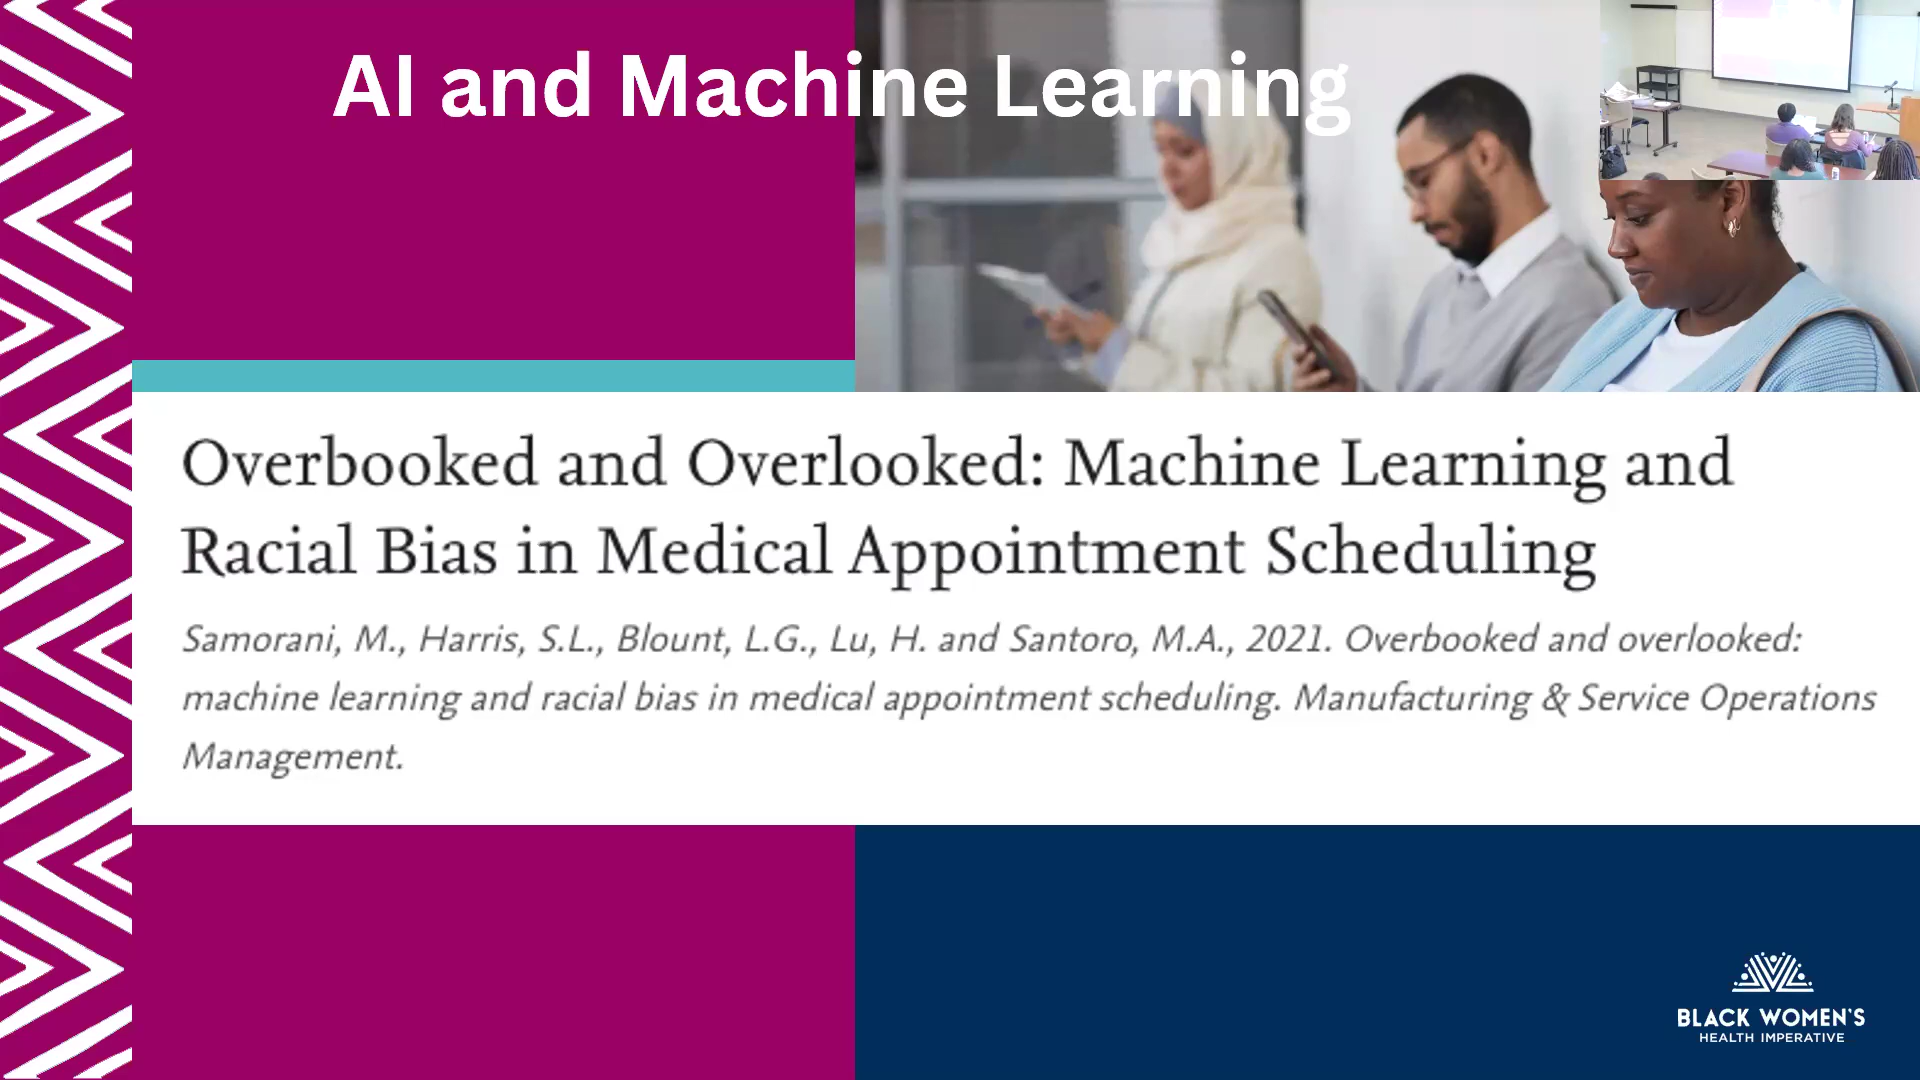 AI and Machine Learning
Overbooked and Overlooked: Machine Learning and
Racial Bias in Medical Appointment Scheduling
Samorani, M., Harris, S.L., Blount, L.G., Lu, H. and Santoro, M.A., 2021. Overbooked and overlooked:
machine learning and racial bias in medical appointment scheduling. Manufacturing & Service Operations
Management.
BLACK WOMEN'S
HEALTH IMPERATIVE